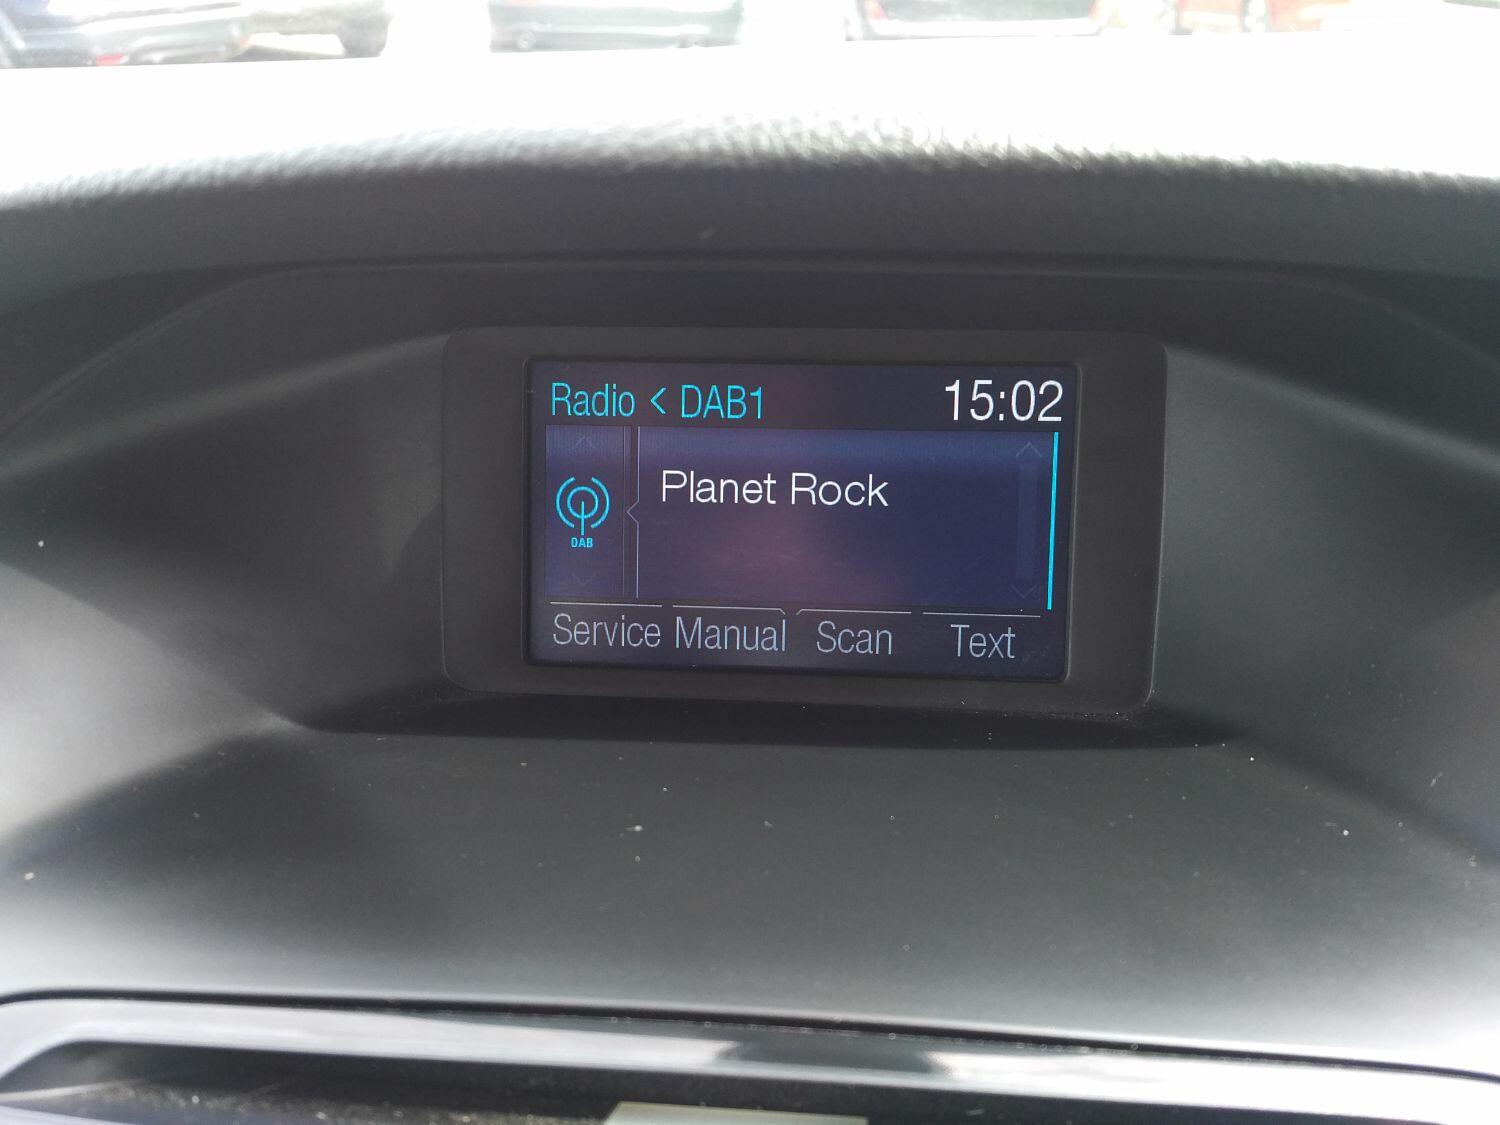 Radio < DAB1 15:02
Planet Rock
DAB
Service Manual Scan Text